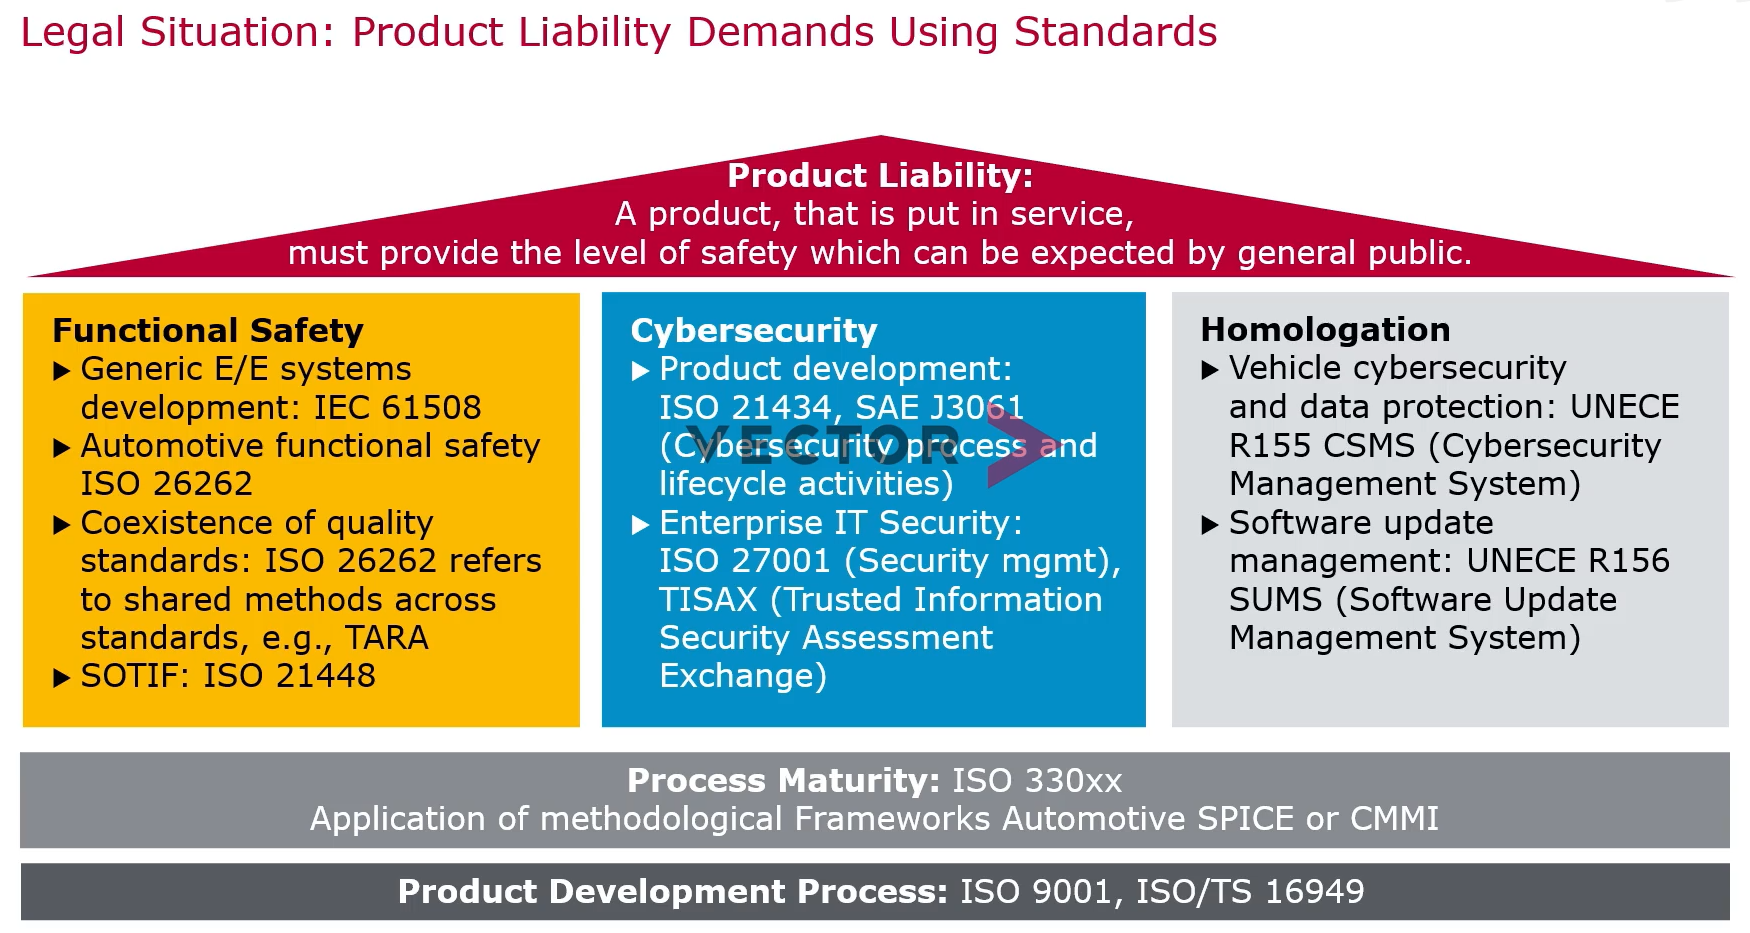 Legal Situation: Product Liability Demands Using Standards
Product Liability:
A product, that is put in service,
must provide the level of safety which can be expected by general public.
Functional Safety
▶ Generic E/E systems
development: IEC 61508
▶ Automotive functional safety
ISO 26262
▶ Coexistence of quality
standards: ISO 26262 refers
to shared methods across
standards, e.g., TARA
▶ SOTIF: ISO 21448
Cybersecurity
▶ Product development:
ISO 21434, SAE J3061
(Cybersecurity process and
lifecycle activities)
▶ Enterprise IT Security:
ISO 27001 (Security mgmt),
TISAX (Trusted Information
Security Assessment
Exchange)
VECTOR
Homologation
▶ Vehicle cybersecurity
and data protection: UNECE
R155 CSMS (Cybersecurity
Management System)
▶ Software update
management: UNECE R156
SUMS (Software Update
Management System)
Process Maturity: ISO 330xx
Application of methodological Frameworks Automotive SPICE or CMMI
Product Development Process: ISO 9001, ISO/TS 16949